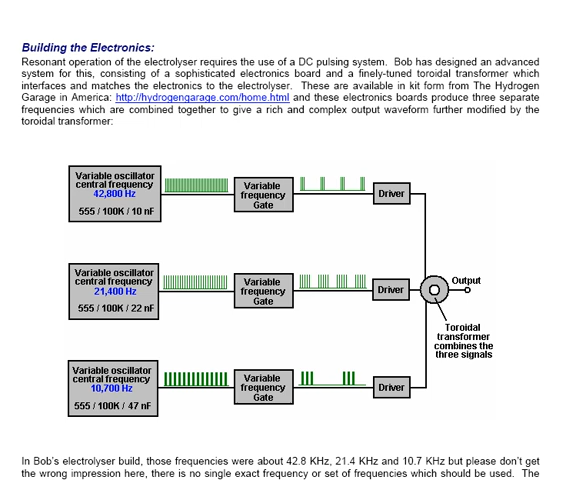 Building the Electronics:
Resonant operation of the electrolyser requires the use of a DC pulsing system. Bob has designed an advanced
system for this, consisting of a sophisticated electronics board and a finely-tuned toroidal transformer which
interfaces and matches the electronics to the electrolyser. These are available in kit form from The Hydrogen
Garage in America: http://hydrogengarage.com/home.html and these electronics boards produce three separate
frequencies which are combined together to give a rich and complex output waveform further modified by the
toroidal transformer:
Variable oscillator
central frequency
42,800 Hz
555 / 100K / 10 nF
Variable
frequency
Gate
Driver
Variable oscillator
central frequency
21,400 Hz
555 / 100K / 22 nF
Variable
frequency
Gate
Driver
Output
Toroidal
transformer
combines the
three signals
Variable oscillator
central frequency
10,700 Hz
555 / 100K / 47 nF
Variable
frequency
Gate
Driver
In Bob's electrolyser build, those frequencies were about 42.8 KHz, 21.4 KHz and 10.7 KHz but please don't get
the wrong impression here, there is no single exact frequency or set of frequencies which should be used. The